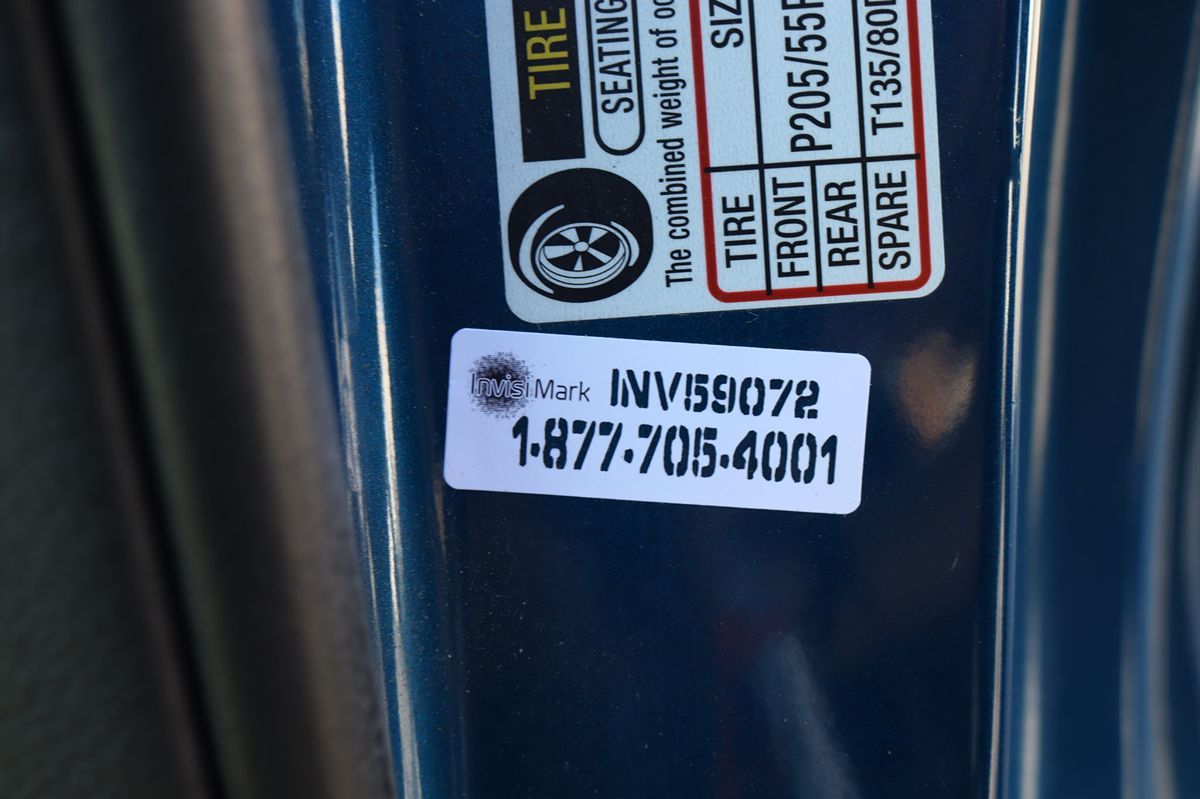 TIRE
SEATING
The combined weight of
TIRE SIZ
FRONT P205/55R
REAR
SPARE T135/80D
InvisiMark INV59072
1-877-705-4001